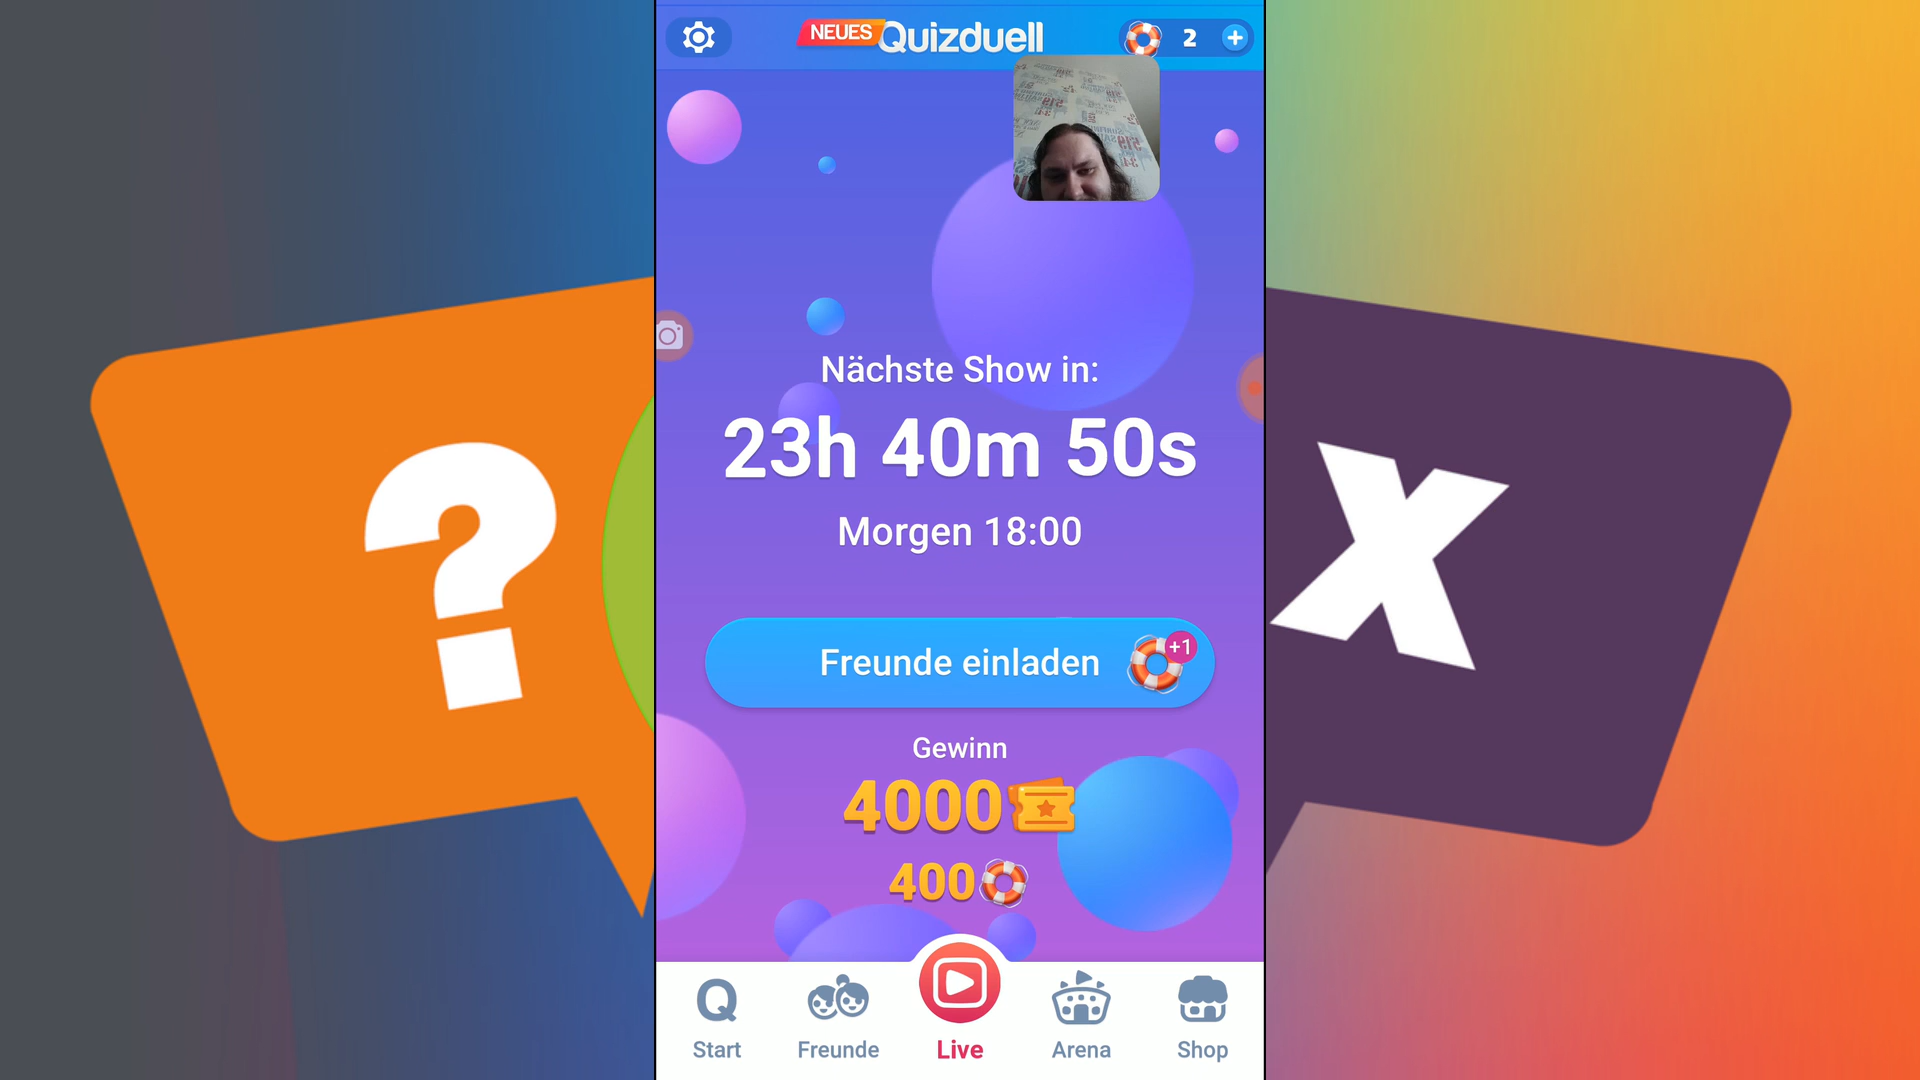 NEUES Quizduell
2
Nächste Show in:
23h 40m 50s
Morgen 18:00
Freunde einladen
+1
Gewinn
4000
400
Start
Freunde
Live
Arena
Shop
?
X